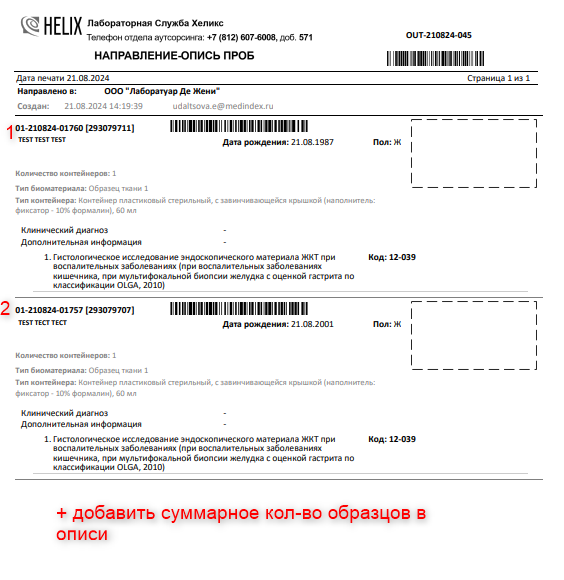 HELIX Лабораторная Служба Хеликс
Телефон отдела аутсорсинга: +7 (812) 607-6008, доб. 571
OUT-210824-045
НАПРАВЛЕНИЕ-ОПИСЬ ПРОБ
Дата печати 21.08.2024 Страница 1 из 1
Направлено в: ООО "Лаборатуар Де Жени"
Создан: 21.08.2024 14:19:39 udaltsova.e@medindex.ru
1 01-210824-01760 [293079711]
TEST TEST TEST Дата рождения: 21.08.1987 Пол: Ж
Количество контейнеров: 1
Тип биоматериала: Образец ткани 1
Тип контейнера: Контейнер пластиковый стерильный, с завинчивающейся крышкой (наполнитель:
фиксатор - 10% формалин), 60 мл
Клинический диагноз -
Дополнительная информация -
1. Гистологическое исследование эндоскопического материала ЖКТ при Код: 12-039
воспалительных заболеваниях (при воспалительных заболеваниях
кишечника, при мультифокальной биопсии желудка с оценкой гастрита по
классификации OLGA, 2010)
2 01-210824-01757 [293079707]
ТЕСТ ТЕСТ ТЕСТ Дата рождения: 21.08.2001 Пол: Ж
Количество контейнеров: 1
Тип биоматериала: Образец ткани 1
Тип контейнера: Контейнер пластиковый стерильный, с завинчивающейся крышкой (наполнитель:
фиксатор - 10% формалин), 60 мл
Клинический диагноз -
Дополнительная информация -
1. Гистологическое исследование эндоскопического материала ЖКТ при Код: 12-039
воспалительных заболеваниях (при воспалительных заболеваниях
кишечника, при мультифокальной биопсии желудка с оценкой гастрита по
классификации OLGA, 2010)
+ добавить суммарное кол-во образцов в
описи